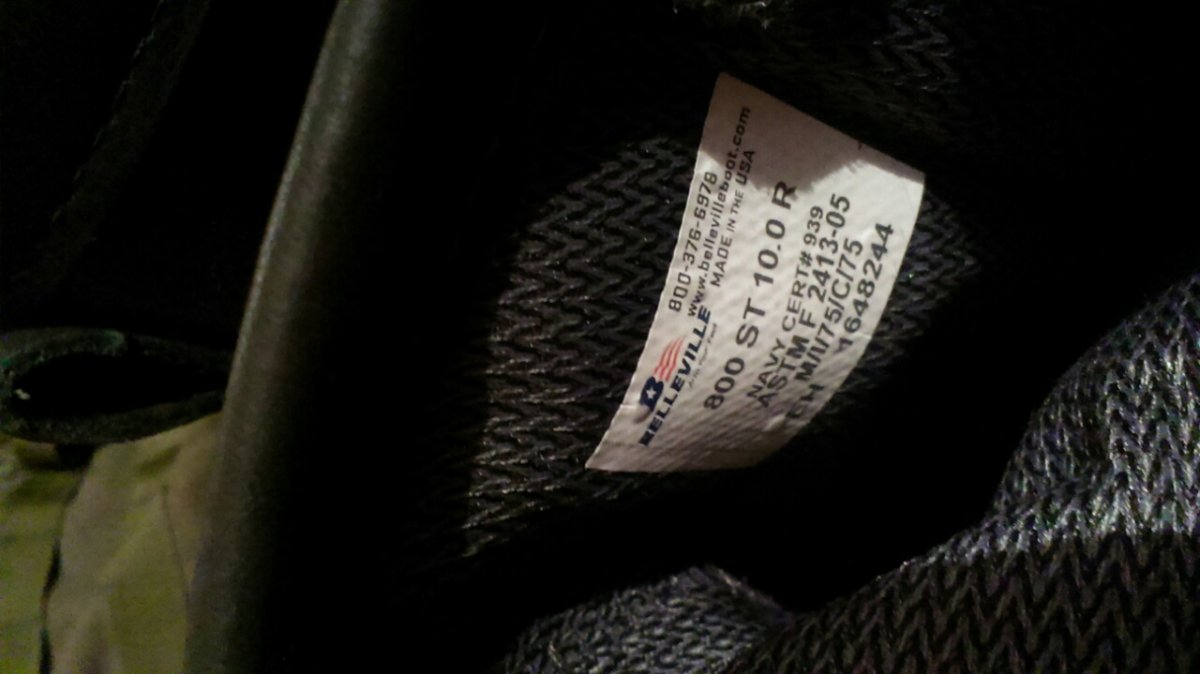 B
BELLEVILLE
800-376-6978
www.bellevilleboot.com
MADE IN THE USA
800 ST 10.0 R
NAVY CERT# 939
ASTM F 2413-05
EH M/I/75/C/75
1648244